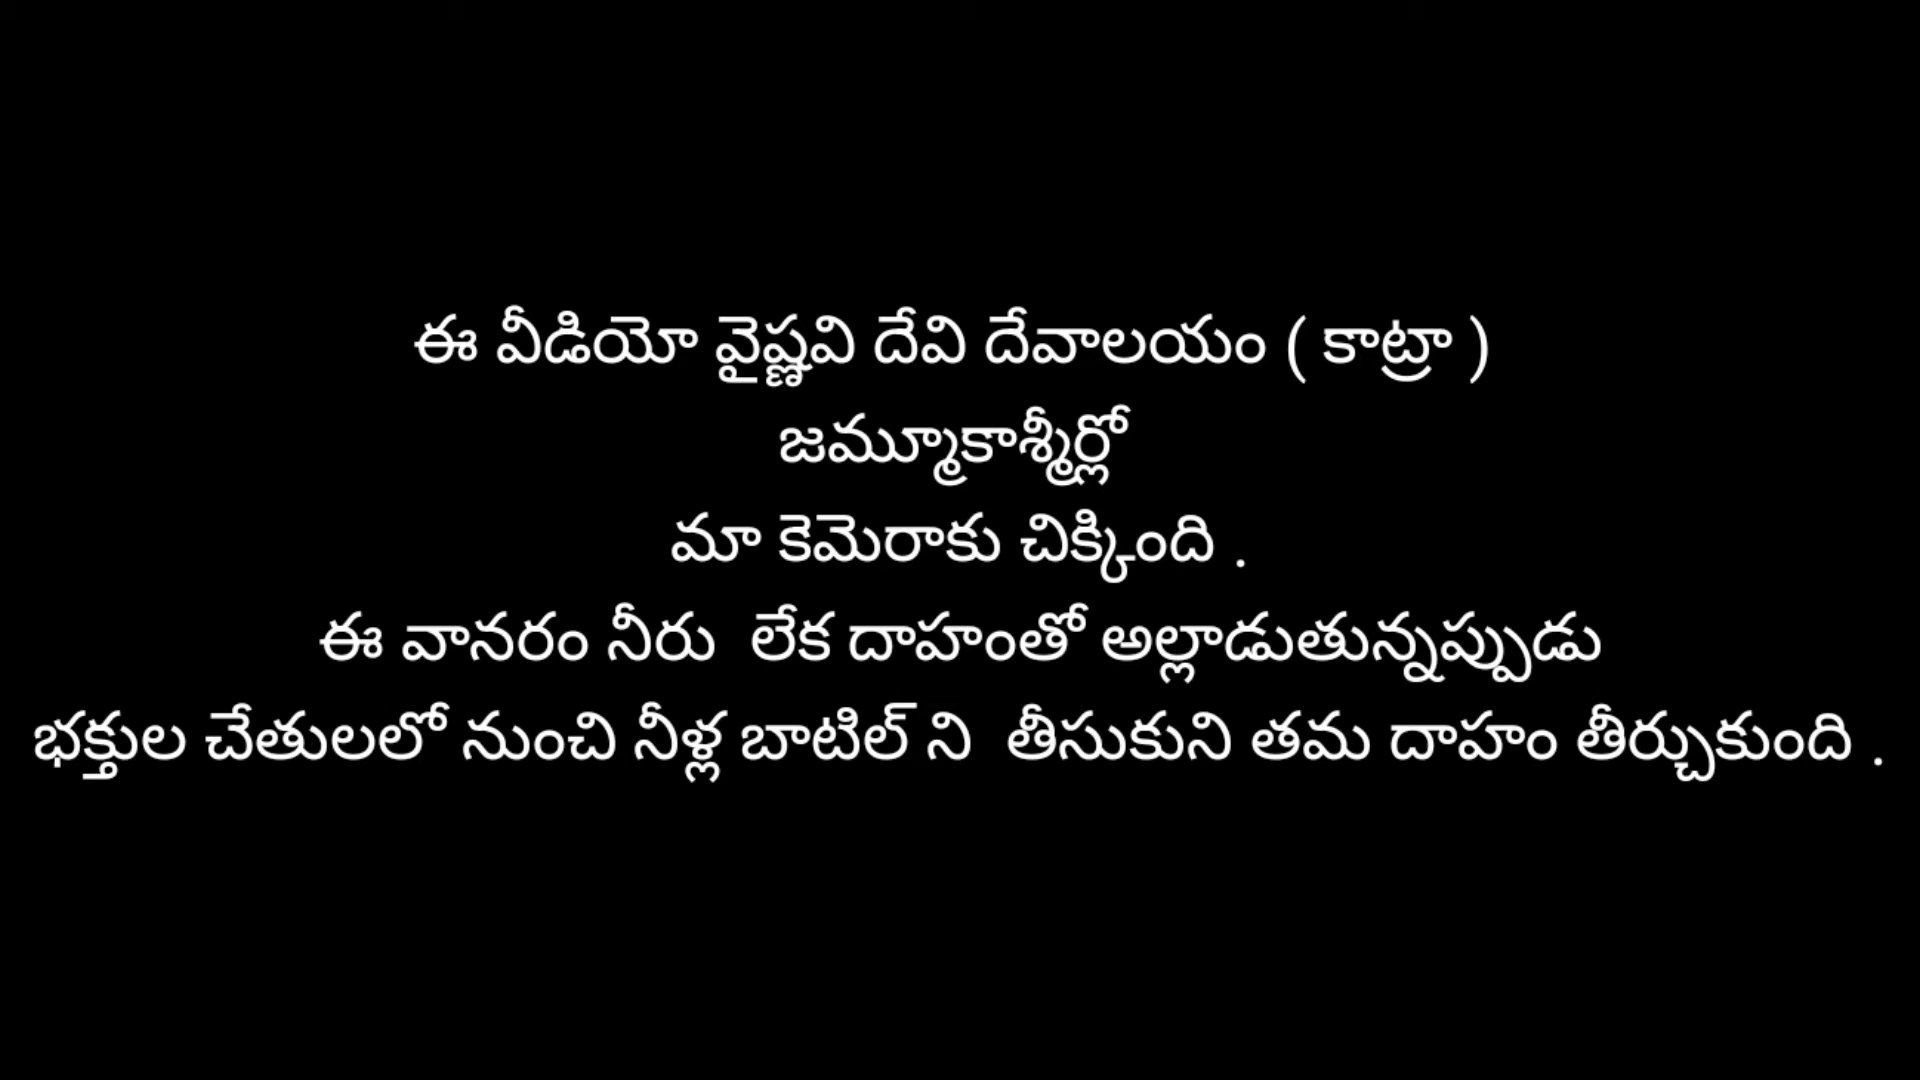 ఈ వీడియో వైష్ణవి దేవి దేవాలయం ( కాట్రా )
జమ్మూకాశ్మీర్లో
మా కెమెరాకు చిక్కింది .
ఈ వానరం నీరు  లేక దాహంతో అల్లాడుతున్నప్పుడు
భక్తుల చేతులలో నుంచి నీళ్ల బాటిల్ ని  తీసుకుని తమ దాహం తీర్చుకుంది .